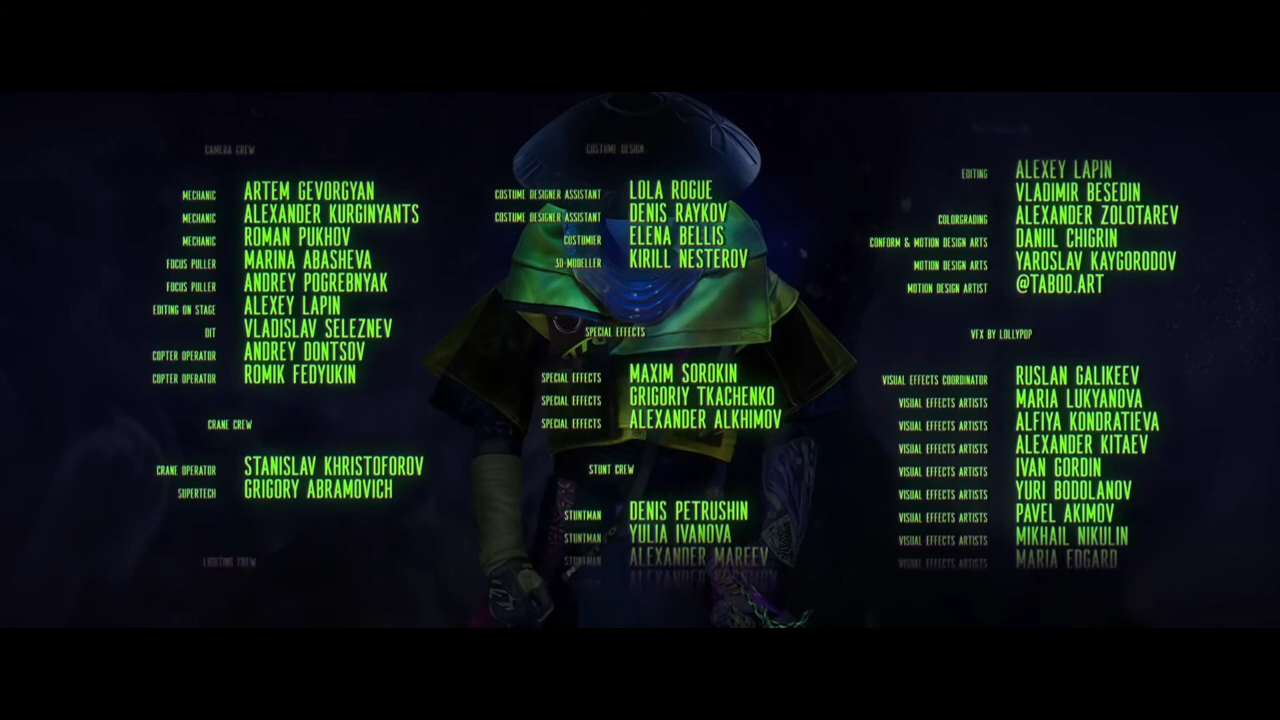 CAMERA CREW
MECHANIC ARTEM GEVORGYAN
MECHANIC ALEXANDER KURGINYANTS
MECHANIC ROMAN PUKHOV
FOCUS PULLER MARINA ABASHEVA
FOCUS PULLER ANDREY POGREBNYAK
EDITING ON STAGE ALEXEY LAPIN
DIT VLADISLAV SELEZNEV
COPTER OPERATOR ANDREY DONTSOV
COPTER OPERATOR ROMIK FEDYUKIN
CRANE CREW
CRANE OPERATOR STANISLAV KHRISTOFOROV
SUPERTECH GRIGORY ABRAMOVICH
LIGHTING CREW
COSTUME DESIGN
COSTUME DESIGNER ASSISTANT LOLA ROGUE
COSTUME DESIGNER ASSISTANT DENIS RAYKOV
COSTUMIER ELENA BELLIS
3D-MODELLER KIRILL NESTEROV
SPECIAL EFFECTS
SPECIAL EFFECTS MAXIM SOROKIN
SPECIAL EFFECTS GRIGORIY TKACHENKO
SPECIAL EFFECTS ALEXANDER ALKHIMOV
STUNT CREW
STUNTMAN DENIS PETRUSHIN
STUNTMAN YULIA IVANOVA
STUNTMAN ALEXANDER MAREEV
ALEXANDER
EDITING ALEXEY LAPIN
VLADIMIR BESEDIN
COLORGRADING ALEXANDER ZOLOTAREV
CONFORM & MOTION DESIGN ARTS DANIIL CHIGRIN
MOTION DESIGN ARTS YAROSLAV KAYGORODOV
MOTION DESIGN ARTIST @TABOO.ART
VFX BY LOLLYPOP
VISUAL EFFECTS COORDINATOR RUSLAN GALIKEEV
VISUAL EFFECTS ARTISTS MARIA LUKYANOVA
VISUAL EFFECTS ARTISTS ALFIYA KONDRATIEVA
VISUAL EFFECTS ARTISTS ALEXANDER KITAEV
VISUAL EFFECTS ARTISTS IVAN GORDIN
VISUAL EFFECTS ARTISTS YURI BODOLANOV
VISUAL EFFECTS ARTISTS PAVEL AKIMOV
VISUAL EFFECTS ARTISTS MIKHAIL NIKULIN
VISUAL EFFECTS ARTISTS MARIA EDGARD